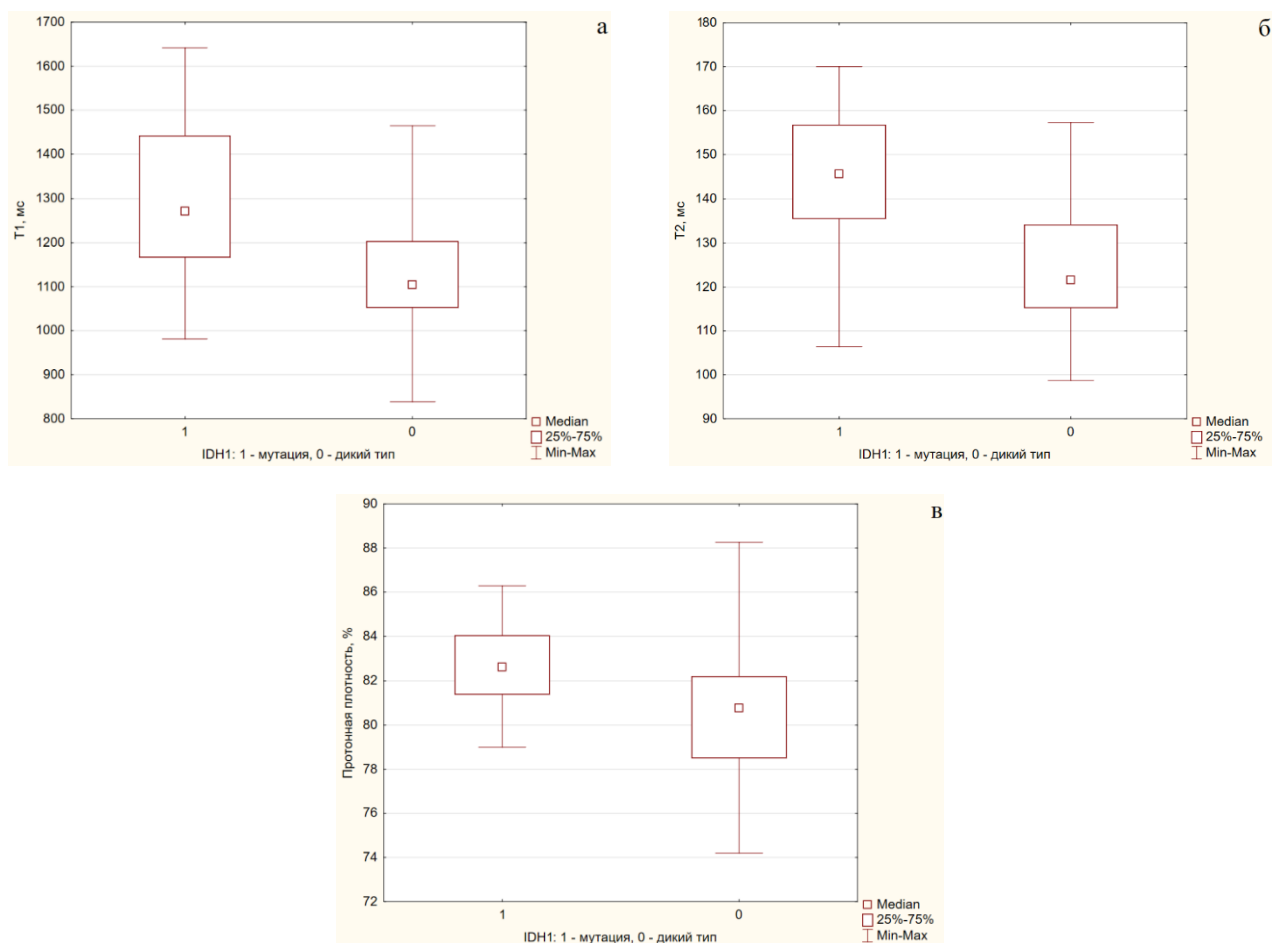 а
1700
1600
1500
1400
1300
1200
1100
1000
900
800
T1, мс
1
0
IDH1: 1 - мутация, 0 - дикий тип
Median
25%-75%
Min-Max
б
180
170
160
150
140
130
120
110
100
90
T2, мс
1
0
IDH1: 1 - мутация, 0 - дикий тип
Median
25%-75%
Min-Max
в
90
88
86
84
82
80
78
76
74
72
Протонная плотность, %
1
0
IDH1: 1 - мутация, 0 - дикий тип
Median
25%-75%
Min-Max